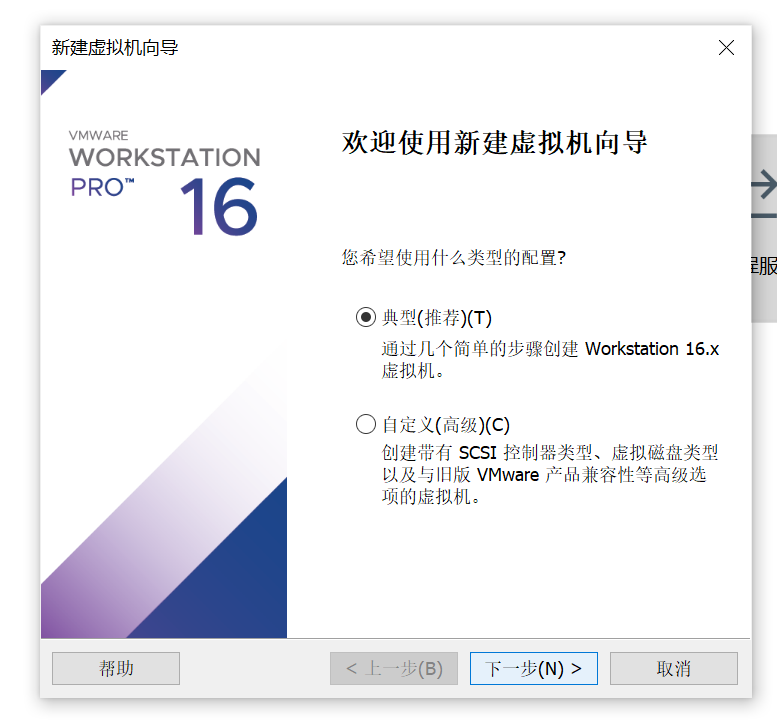 新建虚拟机向导
VMWARE
WORKSTATION
PRO™ 16
欢迎使用新建虚拟机向导
您希望使用什么类型的配置?
典型(推荐)(T)
通过几个简单的步骤创建 Workstation 16.x
虚拟机。
自定义(高级)(C)
创建带有 SCSI 控制器类型、虚拟磁盘类型
以及与旧版 VMware 产品兼容性等高级选
项的虚拟机。
帮助
< 上一步(B)
下一步(N) >
取消